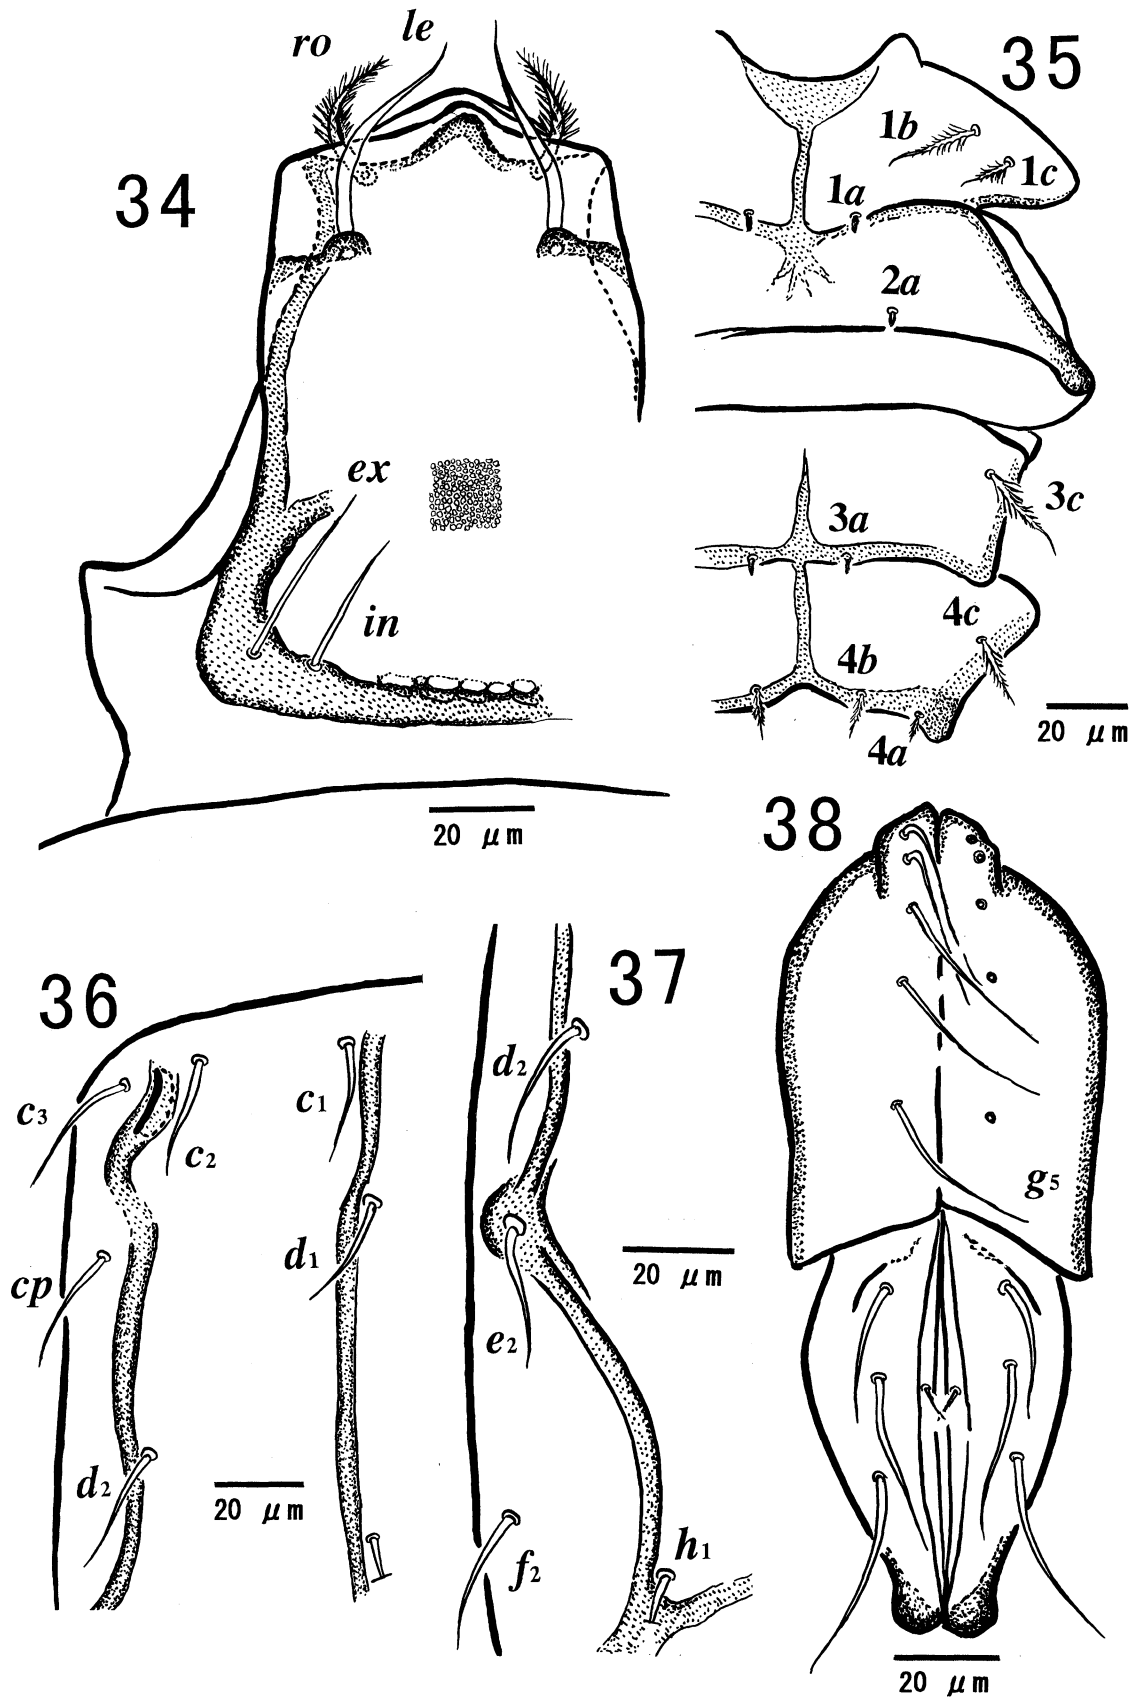 34
ro
le
ex
in
20 μm
35
1b
1c
1a
2a
3a
3c
4c
4b
4a
20 μm
36
c3
c2
c1
d1
cp
d2
20 μm
37
d2
e2
f2
h1
20 μm
38
g5
20 μm